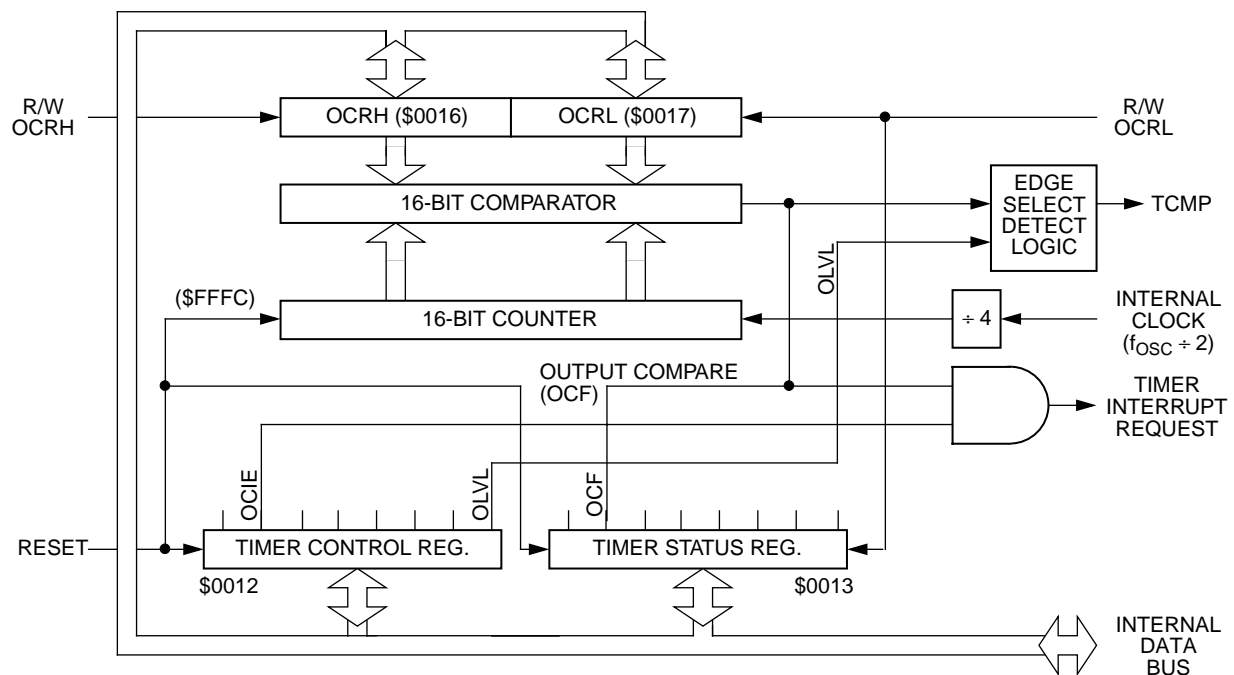 R/W
OCRH
OCRH ($0016)
OCRL ($0017)
R/W
OCRL
16-BIT COMPARATOR
EDGE
SELECT
DETECT
LOGIC
TCMP
OLVL
($FFFC)
16-BIT COUNTER
÷ 4
INTERNAL
CLOCK
(fOSC ÷ 2)
OUTPUT COMPARE
(OCF)
TIMER
INTERRUPT
REQUEST
OCIE
OLVL
OCF
RESET
TIMER CONTROL REG.
TIMER STATUS REG.
$0012
$0013
INTERNAL
DATA
BUS